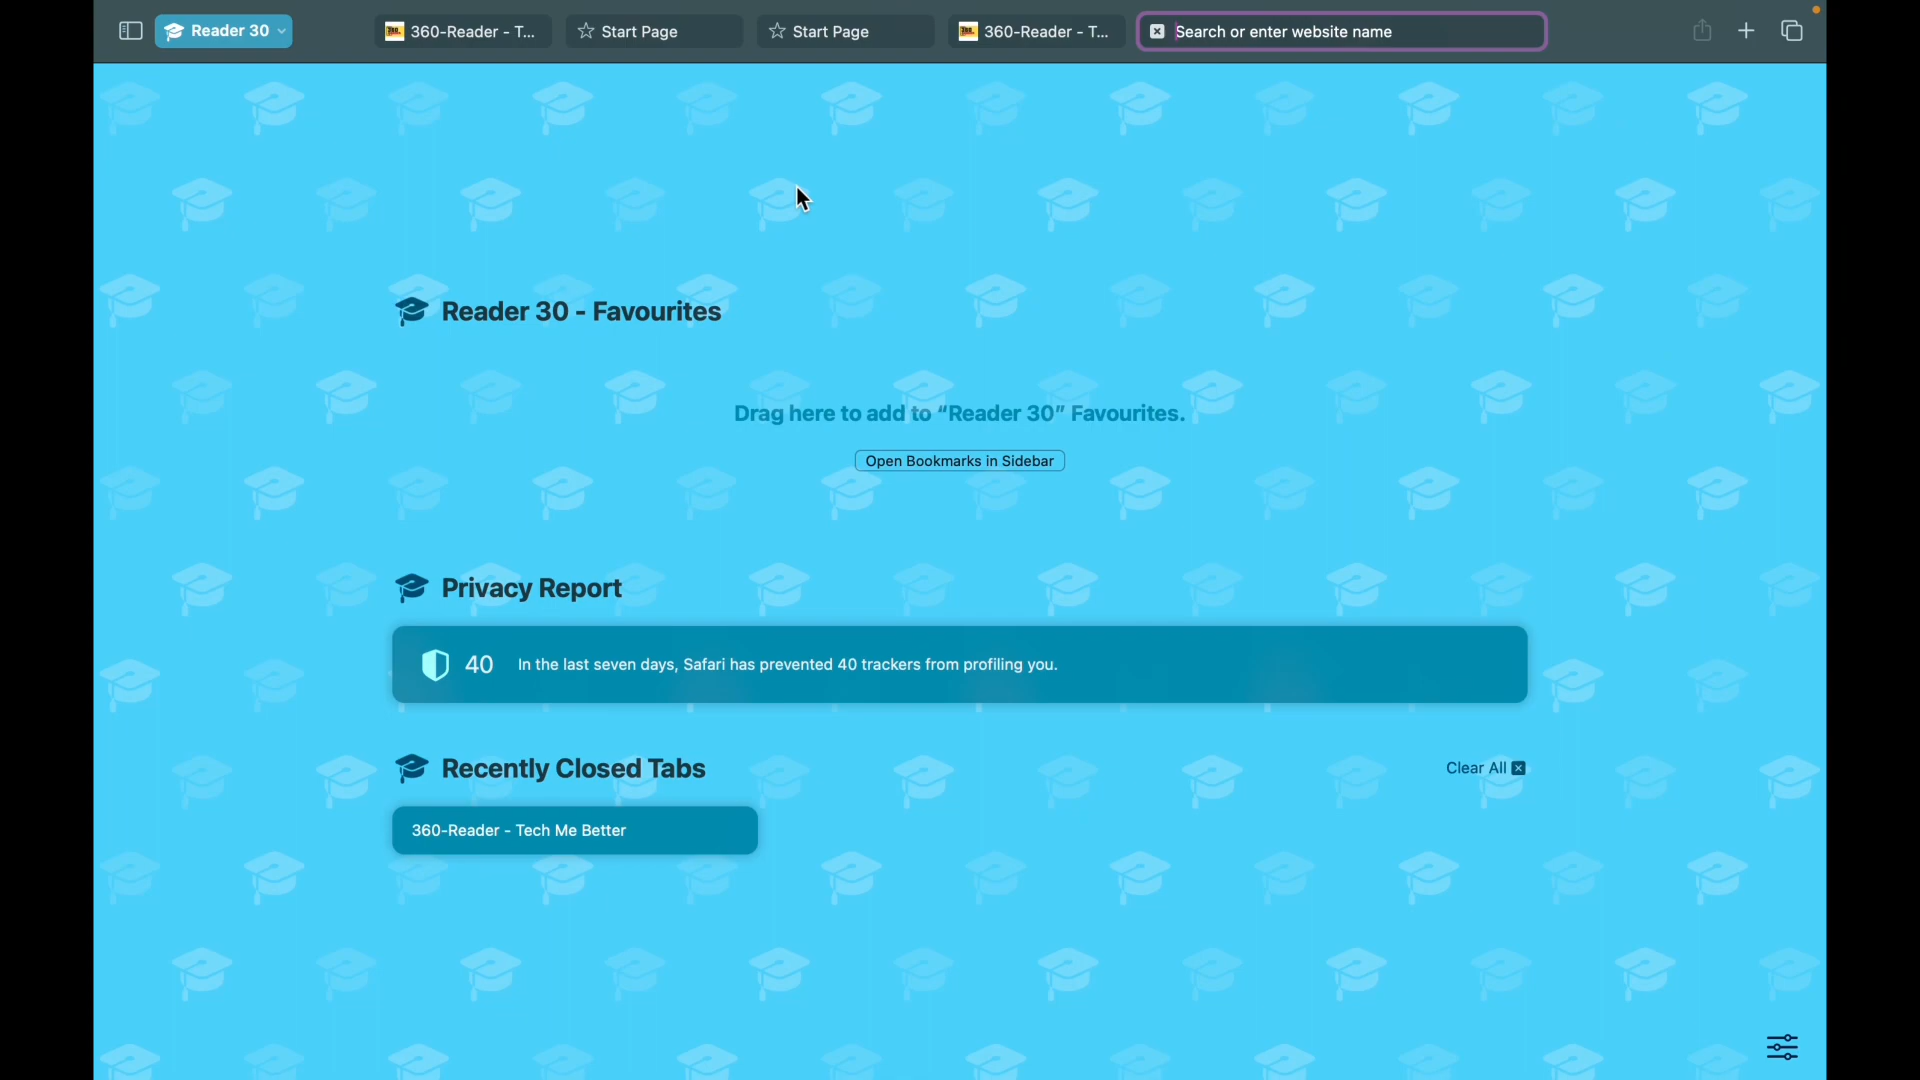 Reader 30
360-Reader - T...
Start Page
Start Page
360-Reader - T...
Search or enter website name
Reader 30 - Favourites
Drag here to add to “Reader 30” Favourites.
Open Bookmarks in Sidebar
Privacy Report
40 In the last seven days, Safari has prevented 40 trackers from profiling you.
Recently Closed Tabs
Clear All
360-Reader - Tech Me Better